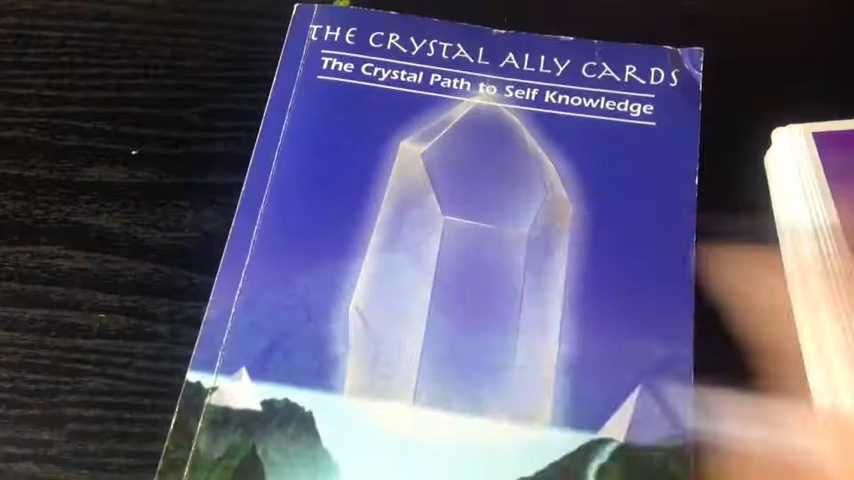 THE CRYSTAL ALLY CARDS
The Crystal Path to Self Knowledge